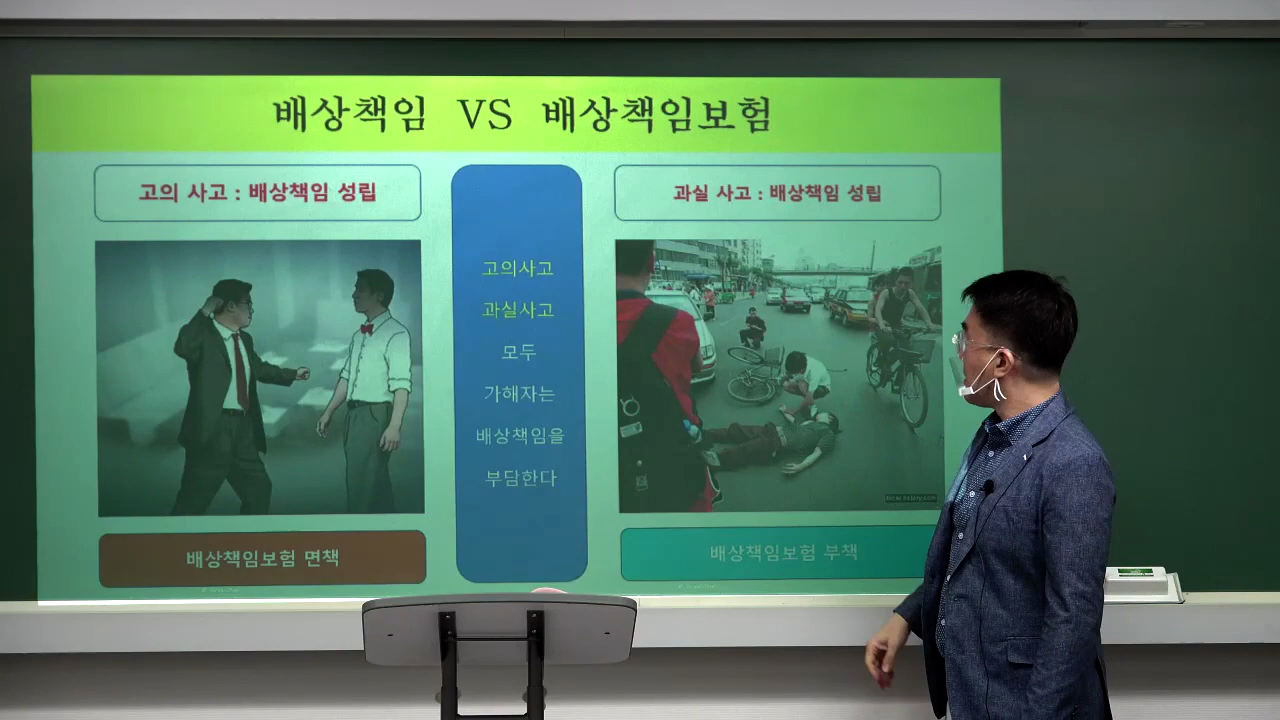 배상책임 VS 배상책임보험
고의 사고 : 배상책임 성립
고의사고
과실사고
모두
가해자는
배상책임을
부담한다
과실 사고 : 배상책임 성립
배상책임보험 면책
배상책임보험 부책